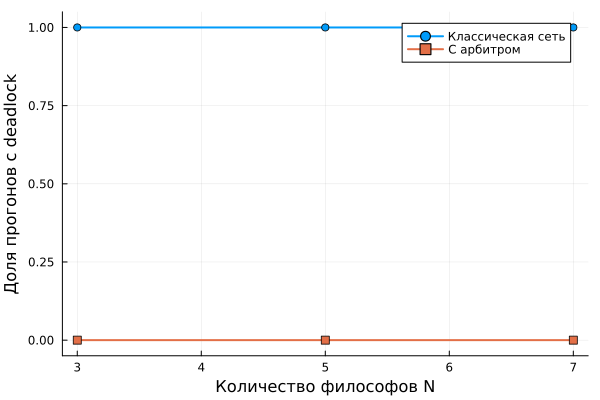 Доля прогонов с deadlock
1.00
0.75
0.50
0.25
0.00
3
4
5
6
7
Количество философов N
Классическая сеть
С арбитром